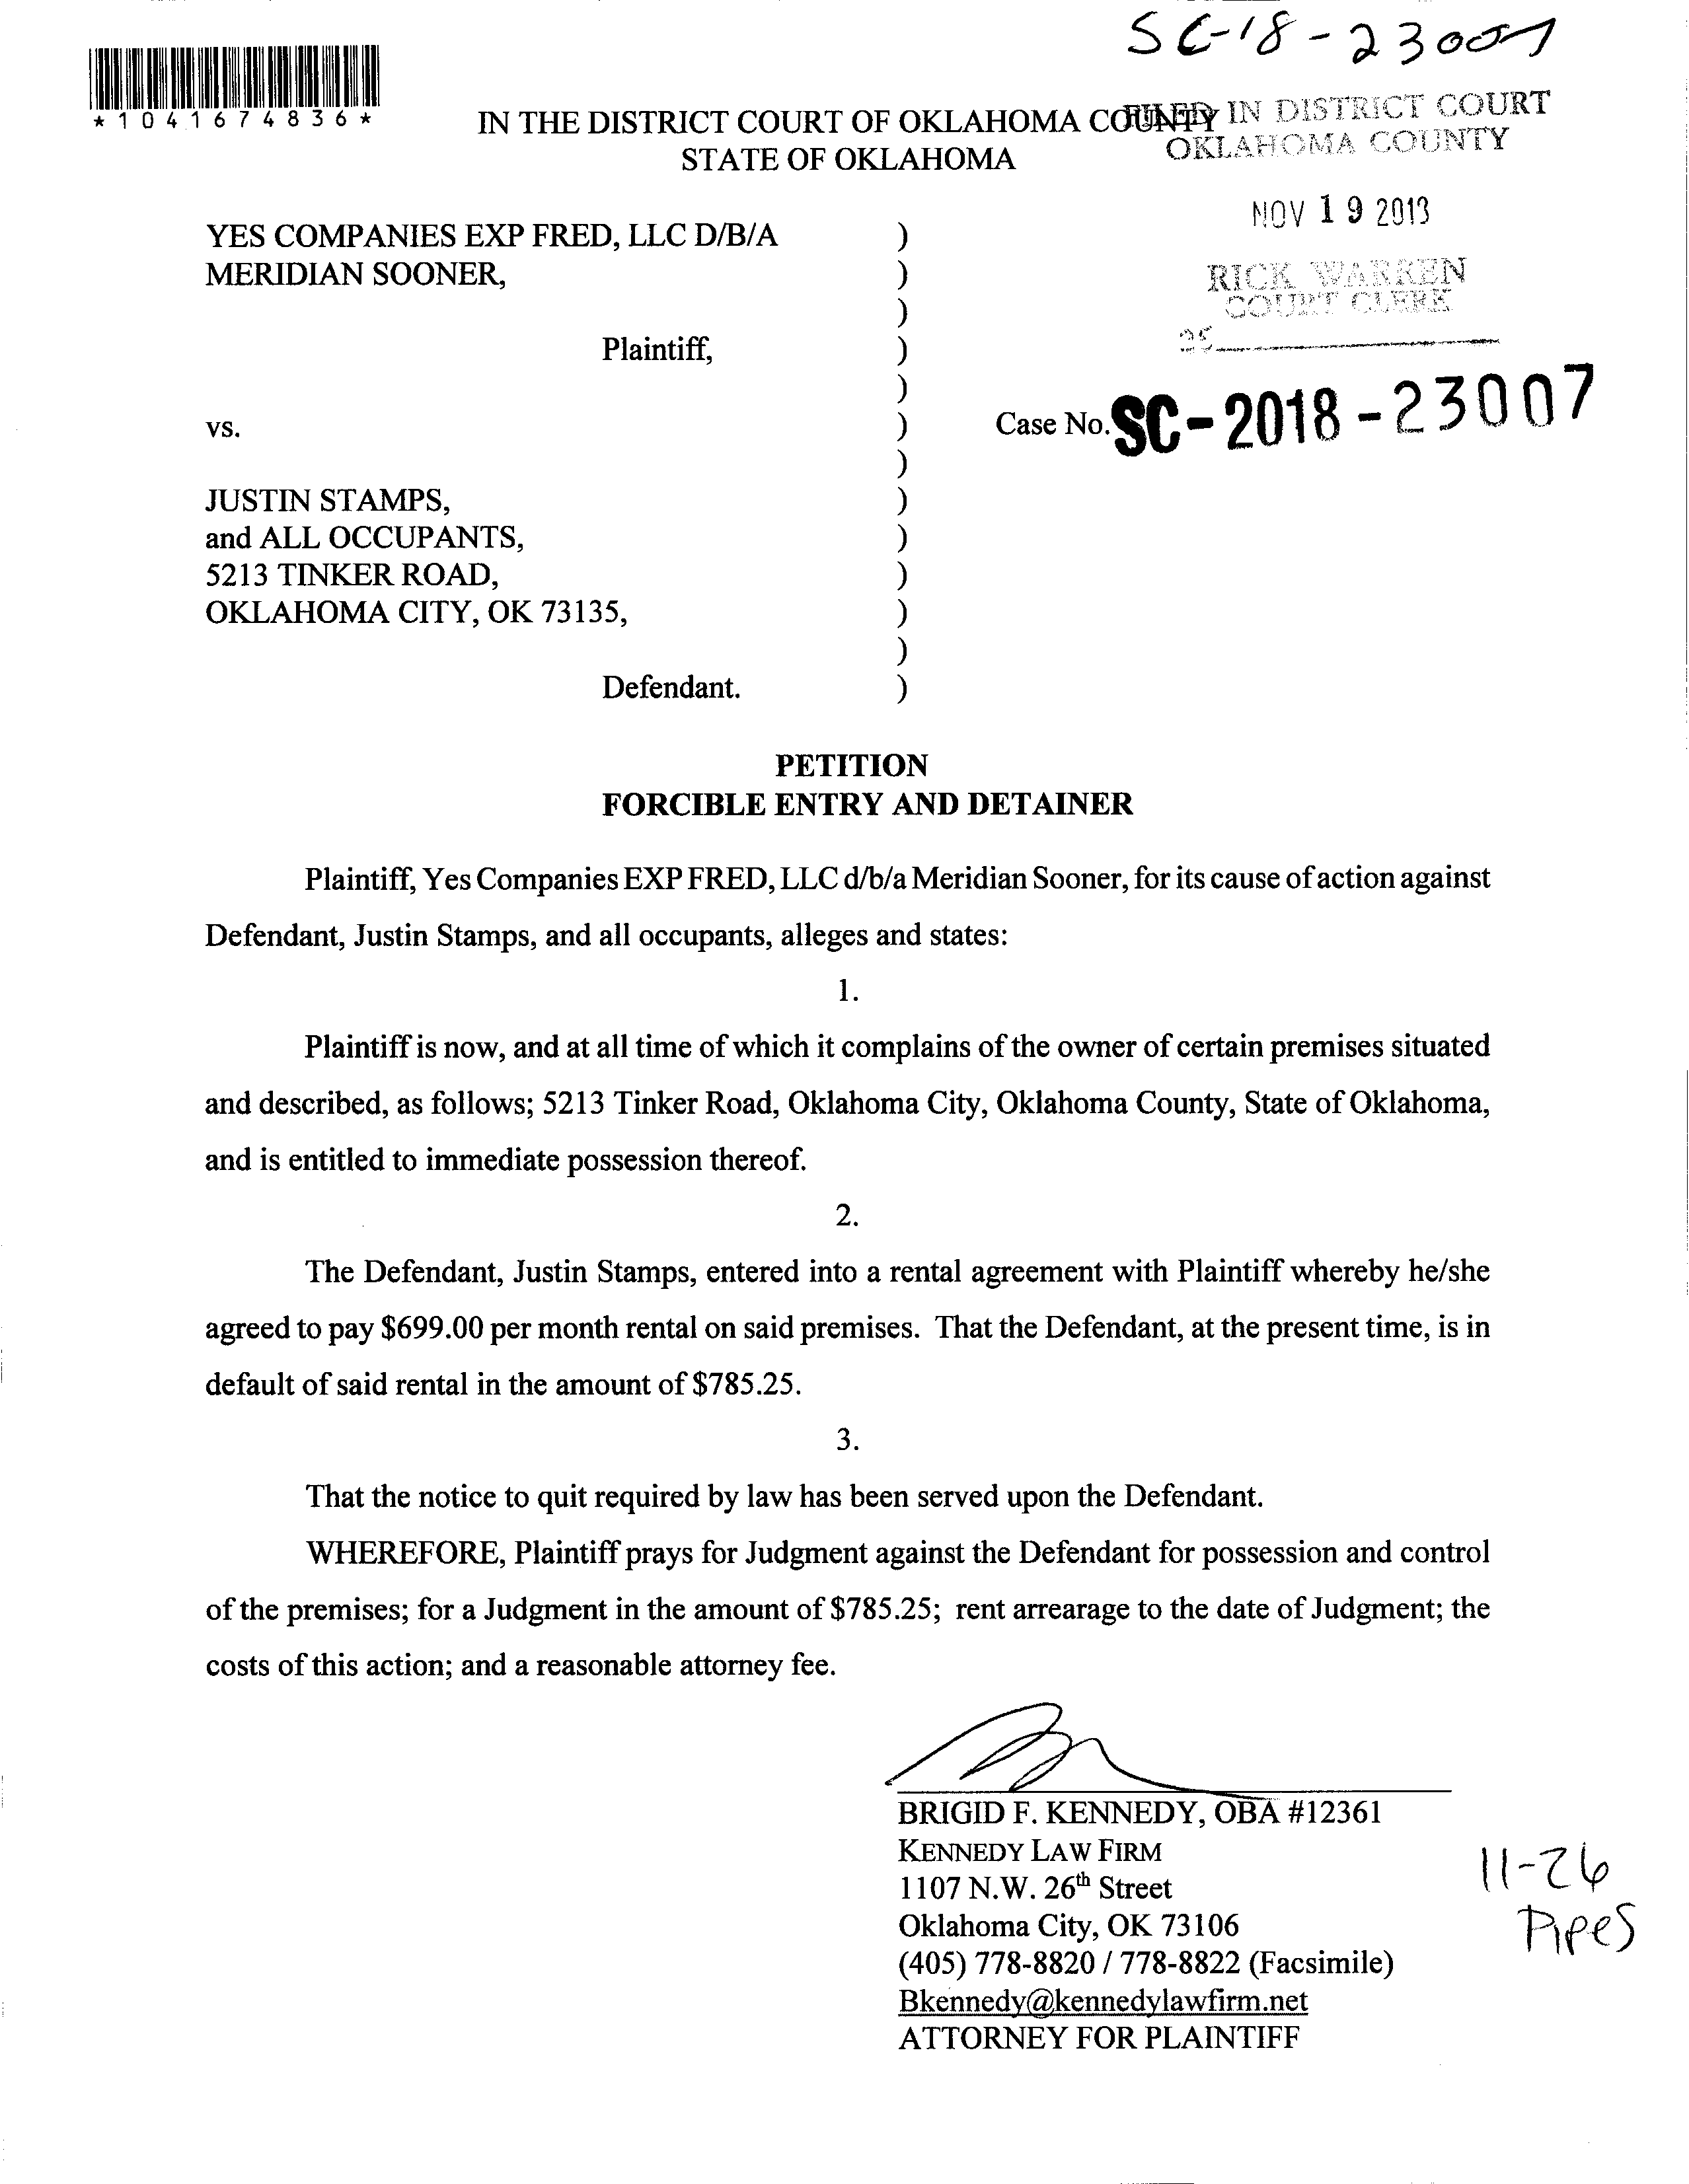 SC-18-23007
*1041674836*
IN THE DISTRICT COURT OF OKLAHOMA COUNTY
STATE OF OKLAHOMA
FILED IN DISTRICT COURT
OKLAHOMA COUNTY
NOV 19 2018
RICK WARREN
COURT CLERK
YES COMPANIES EXP FRED, LLC D/B/A )
MERIDIAN SOONER, )
)
Plaintiff, )
)
vs. )
Case No. SC-2018-23007
)
JUSTIN STAMPS, )
and ALL OCCUPANTS, )
5213 TINKER ROAD, )
OKLAHOMA CITY, OK 73135, )
)
Defendant. )
PETITION
FORCIBLE ENTRY AND DETAINER
Plaintiff, Yes Companies EXP FRED, LLC d/b/a Meridian Sooner, for its cause of action against
Defendant, Justin Stamps, and all occupants, alleges and states:
1.
Plaintiff is now, and at all time of which it complains of the owner of certain premises situated
and described, as follows; 5213 Tinker Road, Oklahoma City, Oklahoma County, State of Oklahoma,
and is entitled to immediate possession thereof.
2.
The Defendant, Justin Stamps, entered into a rental agreement with Plaintiff whereby he/she
agreed to pay $699.00 per month rental on said premises. That the Defendant, at the present time, is in
default of said rental in the amount of $785.25.
3.
That the notice to quit required by law has been served upon the Defendant.
WHEREFORE, Plaintiff prays for Judgment against the Defendant for possession and control
of the premises; for a Judgment in the amount of $785.25; rent arrearage to the date of Judgment; the
costs of this action; and a reasonable attorney fee.
BRIGID F. KENNEDY, OBA #12361
KENNEDY LAW FIRM
1107 N.W. 26th Street
Oklahoma City, OK 73106
(405) 778-8820 / 778-8822 (Facsimile)
Bkennedy@kennedylawfirm.net
ATTORNEY FOR PLAINTIFF
11-26
Pipes